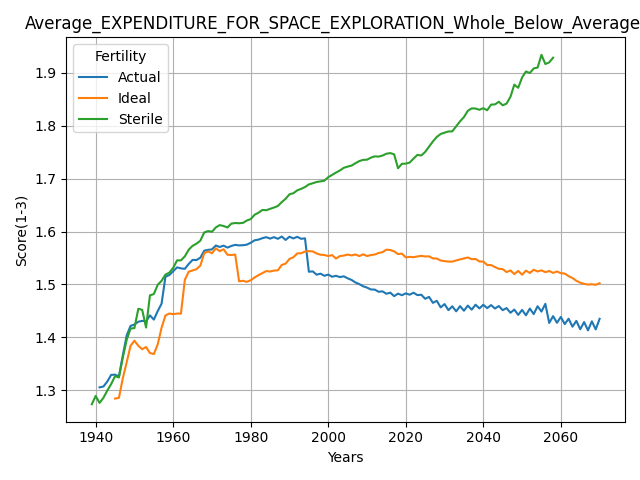 Average_EXPENDITURE_FOR_SPACE_EXPLORATION_Whole_Below_Average
Fertility
Actual
Ideal
Sterile
Score(1-3)
1.9
1.8
1.7
1.6
1.5
1.4
1.3
1940 1960 1980 2000 2020 2040 2060
Years